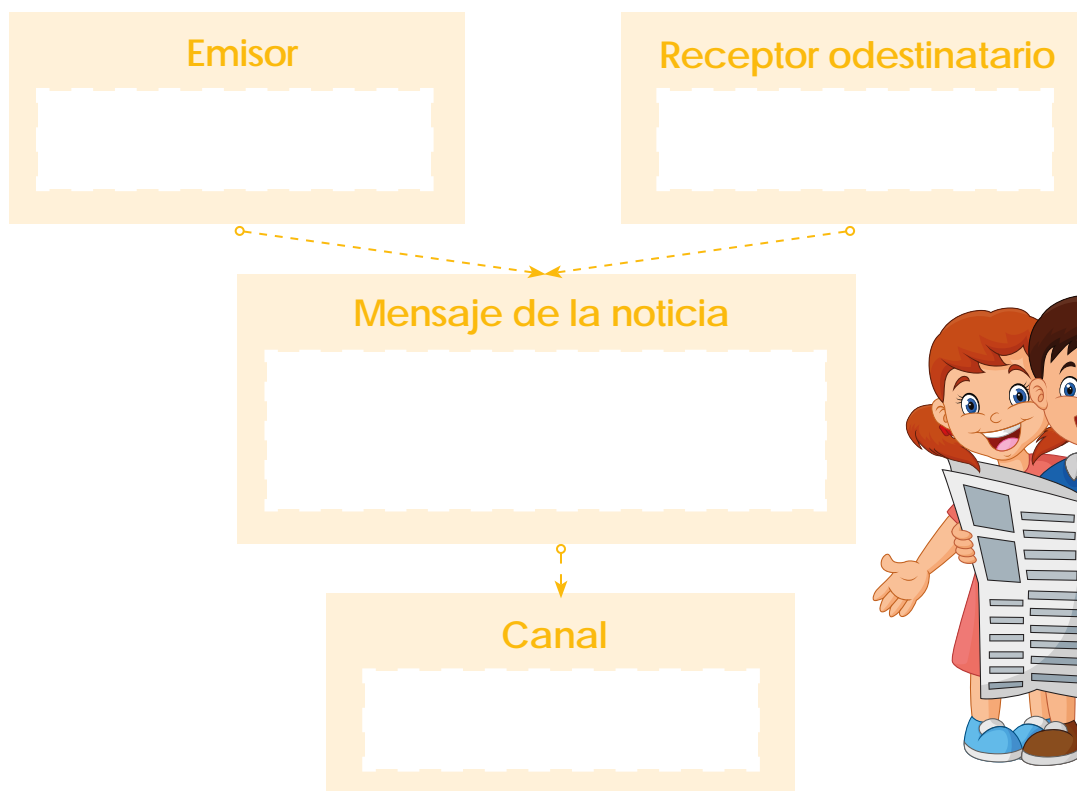 Emisor
Receptor odestinatario
Mensaje de la noticia
Canal